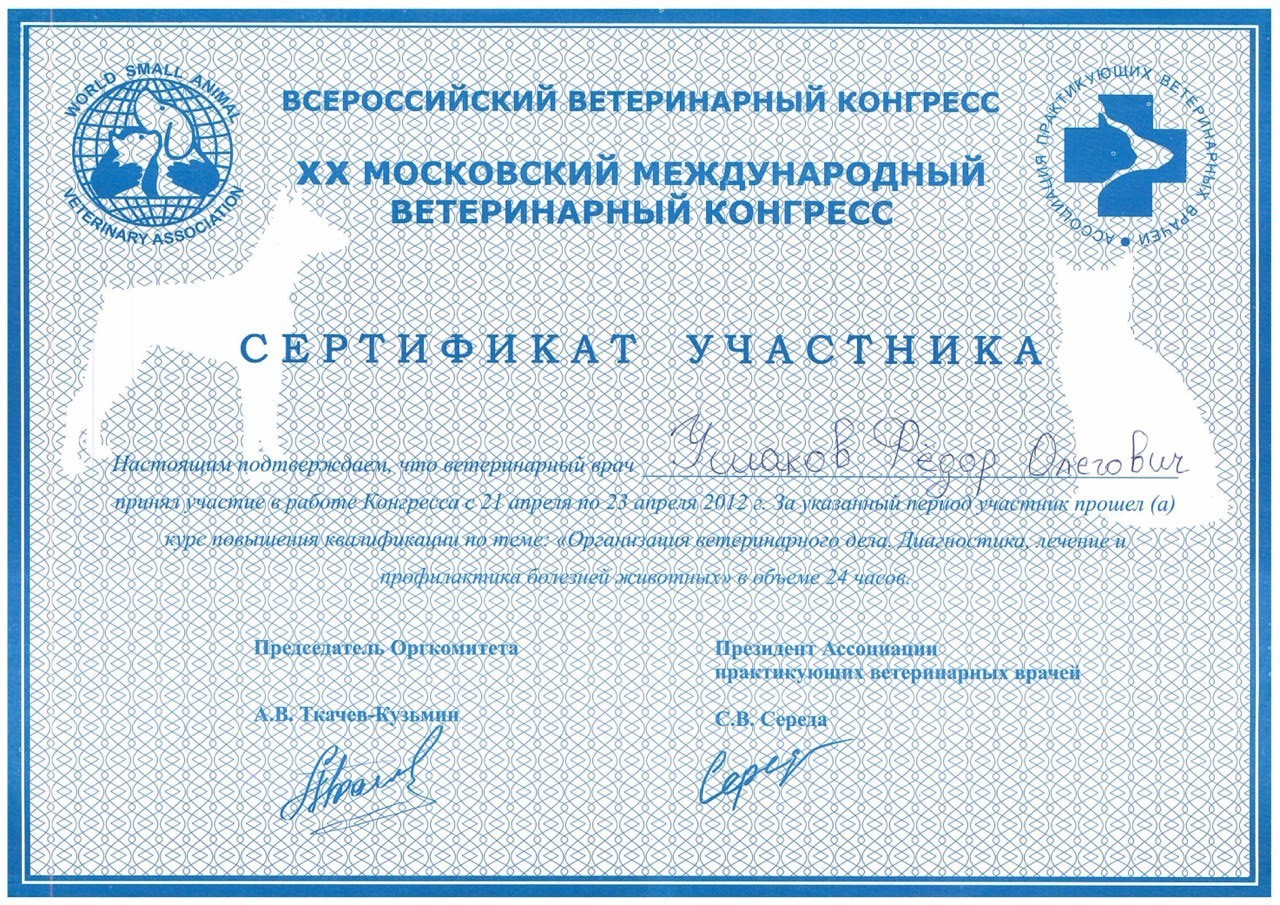 WORLD SMALL ANIMAL
VETERINARY ASSOCIATION
ВСЕРОССИЙСКИЙ ВЕТЕРИНАРНЫЙ КОНГРЕСС
АССОЦИАЦИЯ ПРАКТИКУЮЩИХ ВЕТЕРИНАРНЫХ ВРАЧЕЙ
XX МОСКОВСКИЙ МЕЖДУНАРОДНЫЙ
ВЕТЕРИНАРНЫЙ КОНГРЕСС
СЕРТИФИКАТ УЧАСТНИКА
Настоящим подтверждаем, что ветеринарный врач Ушаков Фёдор Олегович
принял участие в работе Конгресса с 21 апреля по 23 апреля 2012 г. За указанный период участник прошел (а)
курс повышения квалификации по теме: «Организация ветеринарного дела. Диагностика, лечение и
профилактика болезней животных» в объеме 24 часов.
Председатель Оргкомитета
Президент Ассоциации
практикующих ветеринарных врачей
А.В. Ткачев-Кузьмин
С.В. Середа